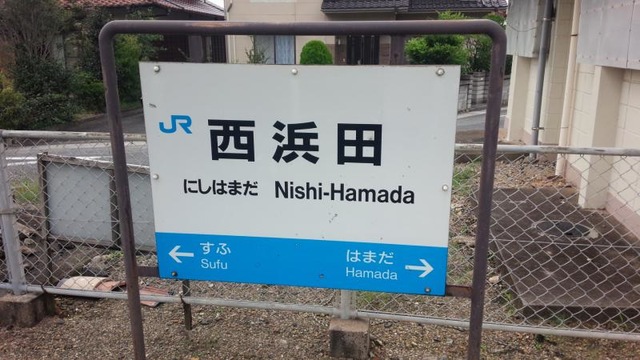 JR 西浜田
にしはまだ Nishi-Hamada
← すふ はまだ →
Sufu Hamada